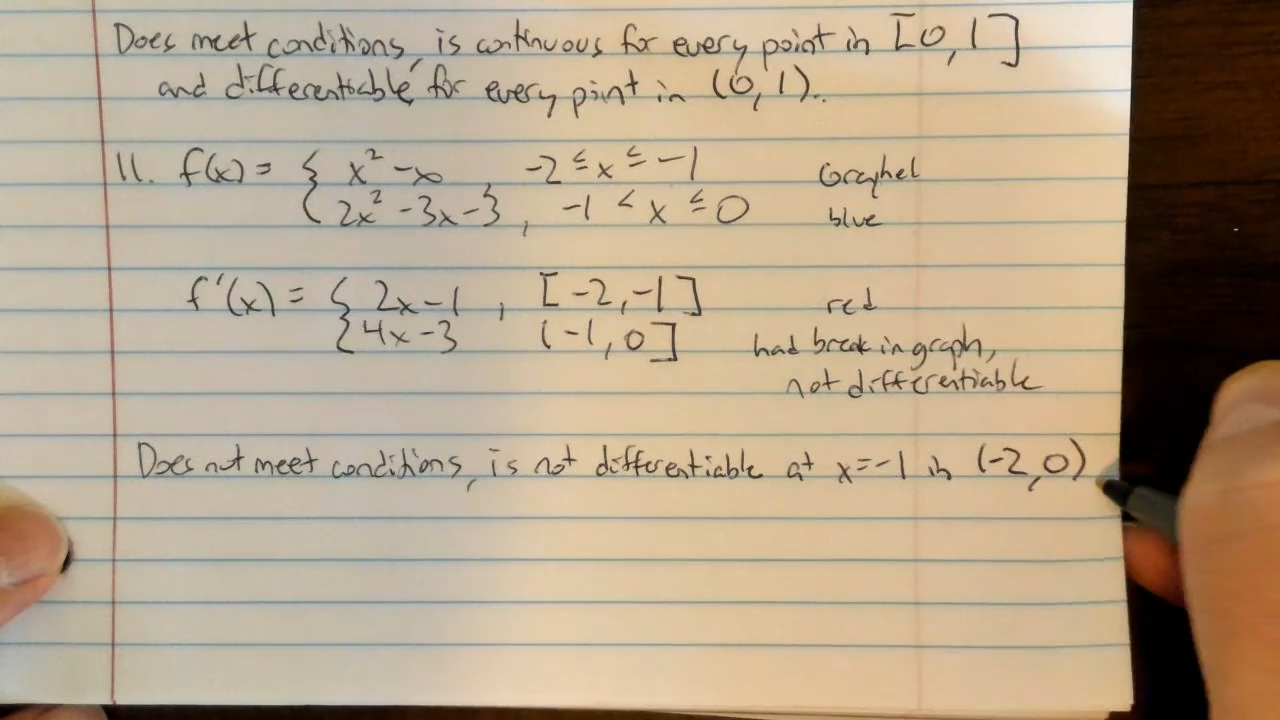 Does meet conditions, is continuous for every point in [0, 1]
and differentiable for every point in (0, 1).
11. f(x) = { x² - x, -2 ≤ x ≤ -1 Graphed
2x² - 3x - 3, -1 < x ≤ 0 blue
f'(x) = { 2x - 1, [-2, -1] red
4x - 3 (-1, 0] had break in graph,
not differentiable
Does not meet conditions, is not differentiable at x = -1 in (-2, 0)